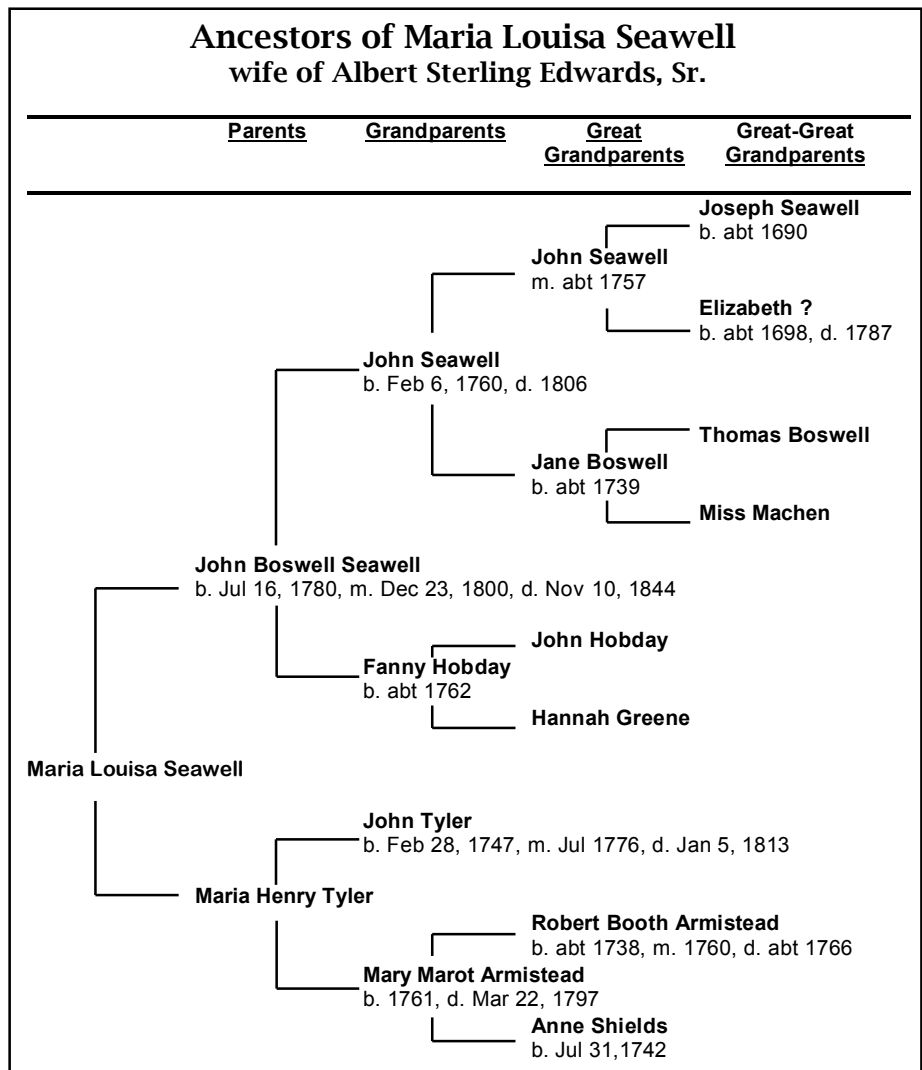 Ancestors of Maria Louisa Seawell
wife of Albert Sterling Edwards, Sr.
Parents Grandparents Great Grandparents Great-Great Grandparents
Joseph Seawell
b. abt 1690
John Seawell
m. abt 1757
Elizabeth ?
b. abt 1698, d. 1787
John Seawell
b. Feb 6, 1760, d. 1806
Thomas Boswell
Jane Boswell
b. abt 1739
Miss Machen
John Boswell Seawell
b. Jul 16, 1780, m. Dec 23, 1800, d. Nov 10, 1844
John Hobday
Fanny Hobday
b. abt 1762
Hannah Greene
Maria Louisa Seawell
John Tyler
b. Feb 28, 1747, m. Jul 1776, d. Jan 5, 1813
Maria Henry Tyler
Robert Booth Armistead
b. abt 1738, m. 1760, d. abt 1766
Mary Marot Armistead
b. 1761, d. Mar 22, 1797
Anne Shields
b. Jul 31,1742